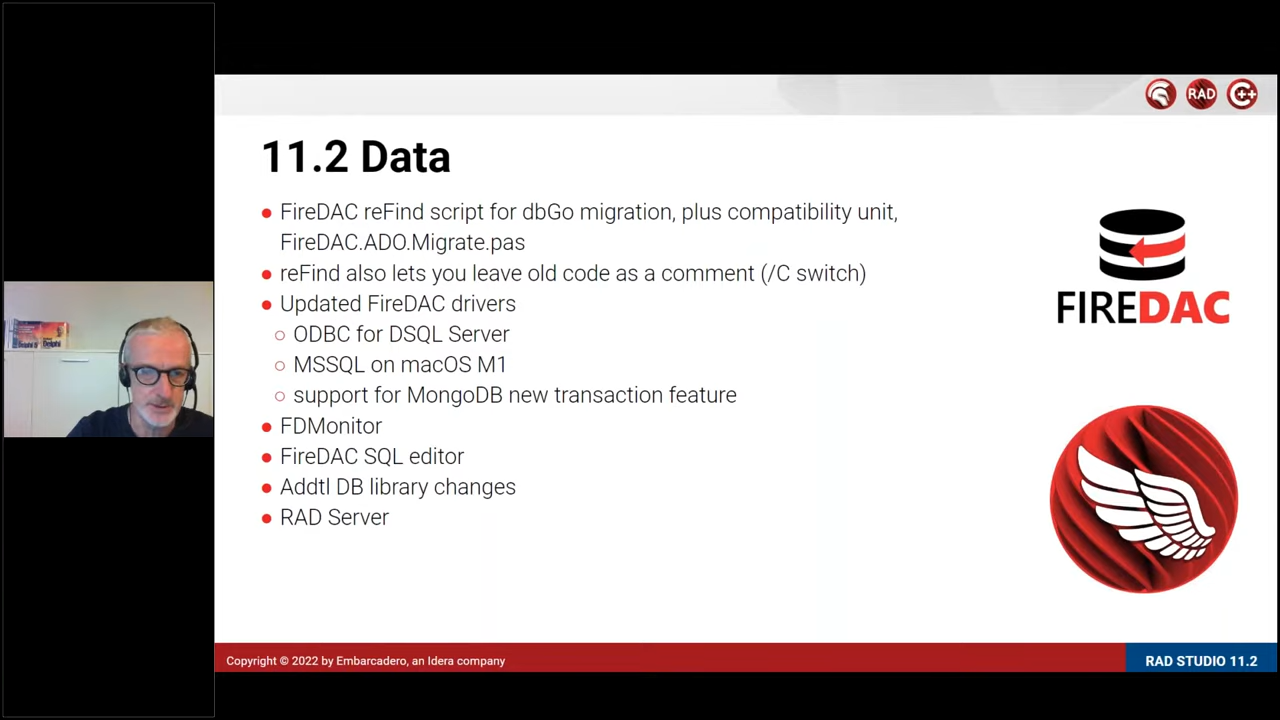 RAD
C++
11.2 Data
FireDAC reFind script for dbGo migration, plus compatibility unit,
FireDAC.ADO.Migrate.pas
reFind also lets you leave old code as a comment (/C switch)
Updated FireDAC drivers
ODBC for DSQL Server
MSSQL on macOS M1
support for MongoDB new transaction feature
FDMonitor
FireDAC SQL editor
Addtl DB library changes
RAD Server
FIREDAC
Delphi
Copyright © 2022 by Embarcadero, an Idera company
RAD STUDIO 11.2